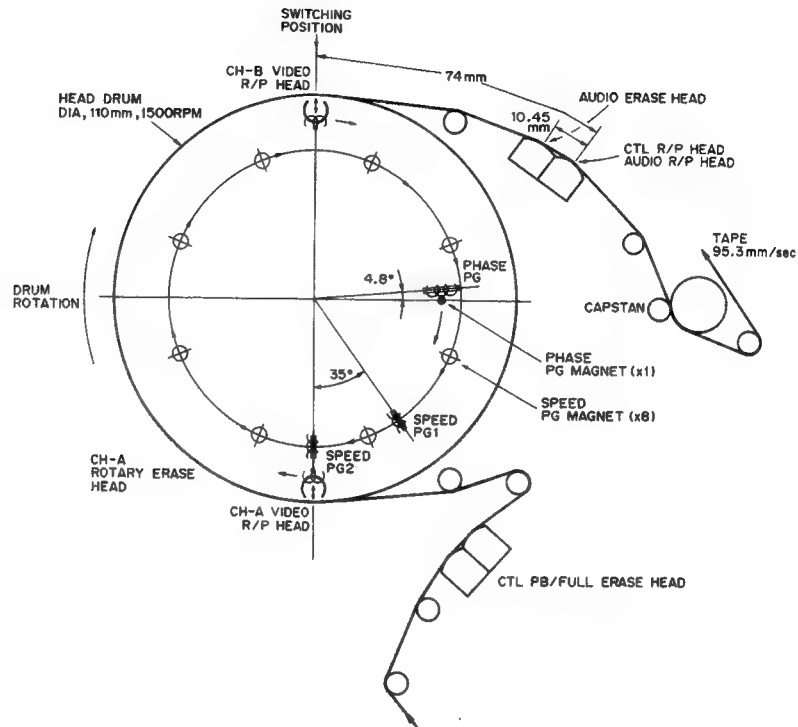 SWITCHING
POSITION
CH-B VIDEO
R/P HEAD
74mm
HEAD DRUM
DIA, 110mm, 1500RPM
AUDIO ERASE HEAD
10.45
mm
CTL R/P HEAD
AUDIO R/P HEAD
TAPE
95.3mm/sec
DRUM
ROTATION
4.8°
PHASE
PG
CAPSTAN
PHASE
PG MAGNET (x1)
35°
SPEED
PG MAGNET (x8)
SPEED
PG1
SPEED
PG2
CH-A
ROTARY ERASE
HEAD
CH-A VIDEO
R/P HEAD
CTL PB/FULL ERASE HEAD